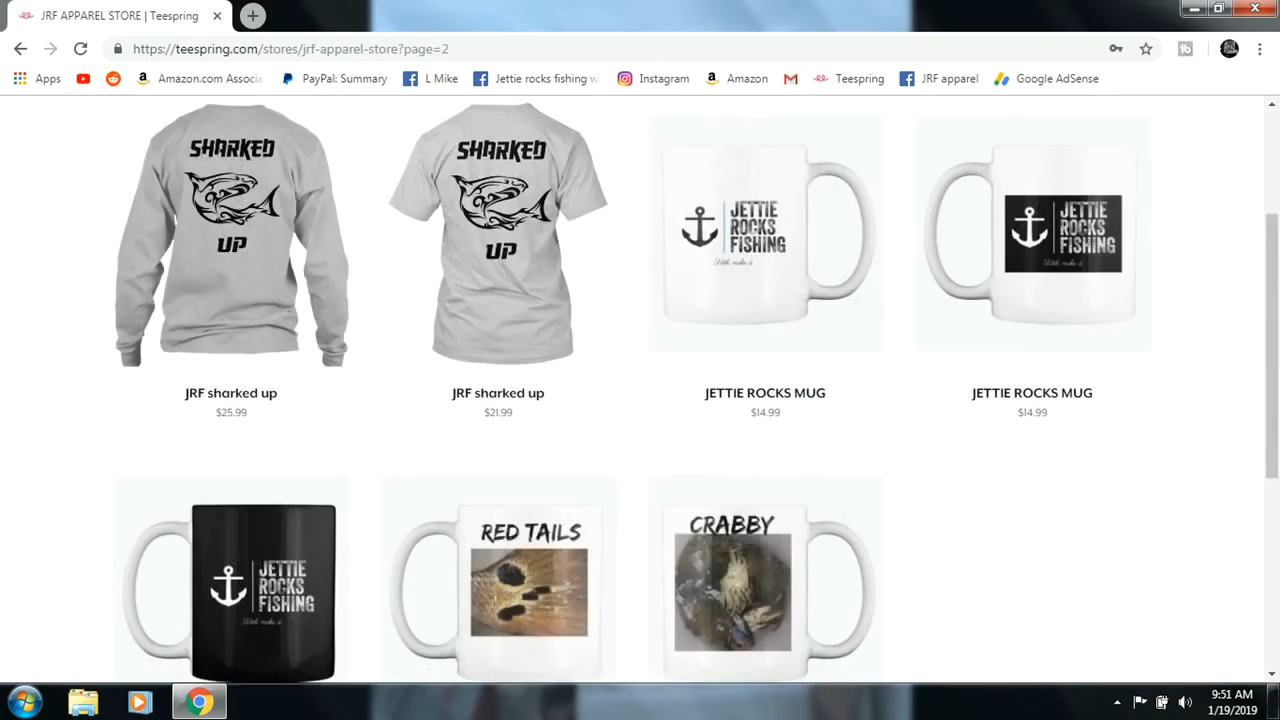 JRF APPAREL STORE | Teespring
https://teespring.com/stores/jrf-apparel-store?page=2
Apps
Amazon.com Associa
PayPal: Summary
L Mike
Jettie rocks fishing w
Instagram
Amazon
Teespring
JRF apparel
Google AdSense
SHARKED
UP
SHARKED
UP
JETTIE
ROCKS
FISHING
JETTIE
ROCKS
FISHING
JRF sharked up
$25.99
JRF sharked up
$21.99
JETTIE ROCKS MUG
$14.99
JETTIE ROCKS MUG
$14.99
JETTIE
ROCKS
FISHING
RED TAILS
CRABBY
9:51 AM
1/19/2019